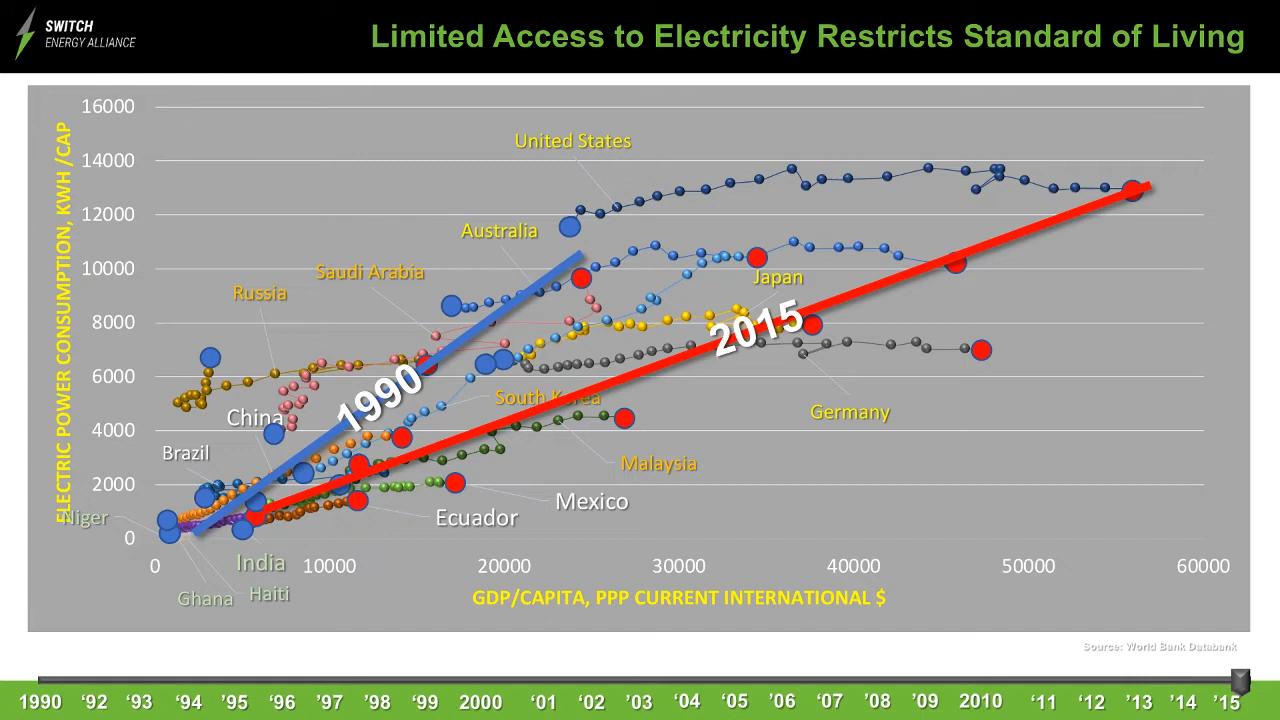 SWITCH
ENERGY ALLIANCE
Limited Access to Electricity Restricts Standard of Living
ELECTRIC POWER CONSUMPTION, KWH /CAP
16000
14000
12000
10000
8000
6000
4000
2000
0
United States
Australia
Saudi Arabia
Russia
Japan
1990
2015
South Korea
China
Germany
Brazil
Malaysia
Mexico
Niger
Ecuador
India
Ghana
Haiti
0
10000
20000
30000
40000
50000
60000
GDP/CAPITA, PPP CURRENT INTERNATIONAL $
Source: World Bank Databank
1990 ‘92 ‘93 ’94 ’95 ’96 ’97 ’98 ’99 2000 ‘01 ‘02 ‘03 ‘04 ’05 ’06 ’07 ’08 ’09 2010 ’11 ’12 ’13 ’14 ’15